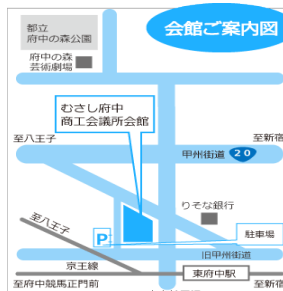 都立
府中の森公園
会館ご案内図
府中の森
芸術劇場
むさし府中
商工会議所会館
至八王子
至新宿
甲州街道 20
りそな銀行
至八王子
P
駐車場
旧甲州街道
京王線
東府中駅
至府中競馬正門前
至新宿